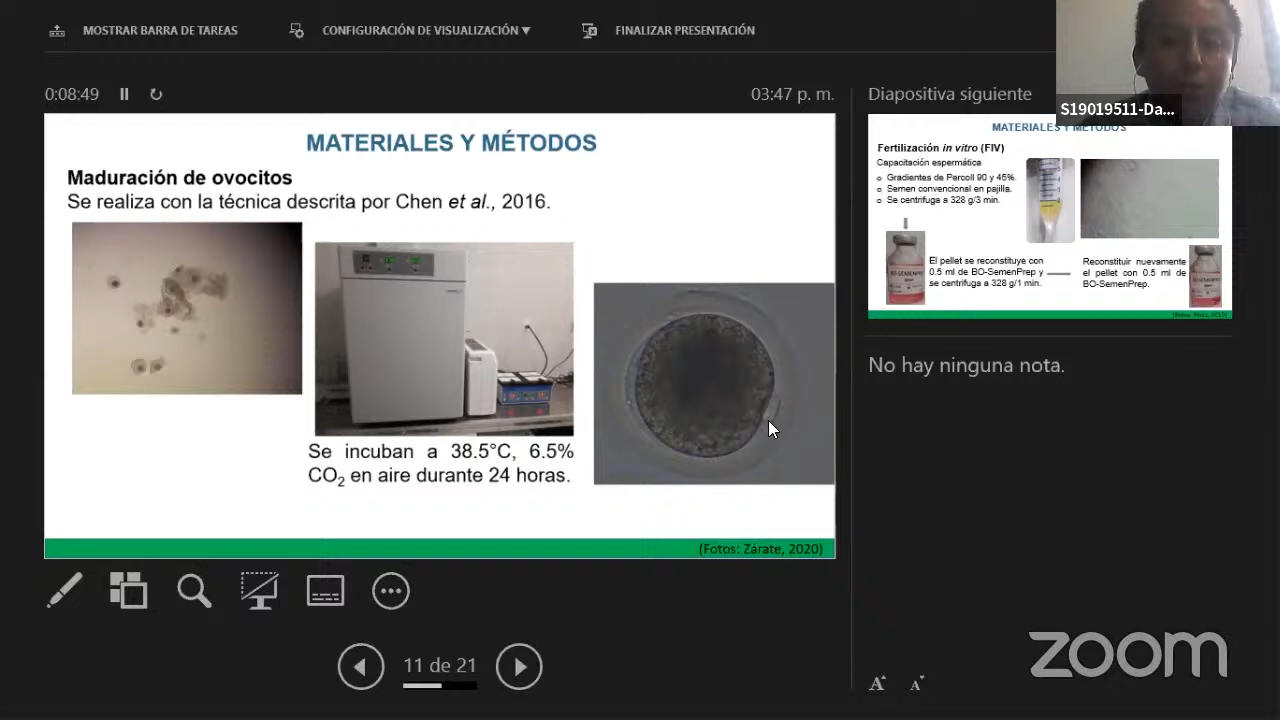 MOSTRAR BARRA DE TAREAS
CONFIGURACIÓN DE VISUALIZACIÓN ▼
FINALIZAR PRESENTACIÓN
0:08:49
03:47 p. m.
Diapositiva siguiente
S19019511-Da...
MATERIALES Y MÉTODOS
Maduración de ovocitos
Se realiza con la técnica descrita por Chen et al., 2016.
Se incuban a 38.5°C, 6.5%
CO2 en aire durante 24 horas.
(Fotos: Zárate, 2020)
MATERIALES Y MÉTODOS
Fertilización in vitro (FIV)
Capacitación espermática
o Gradientes de Percoll 90 y 45%.
o Semen convencional en pajilla.
o Se centrifuga a 328 g/3 min.
BO-SEMENPREP
El pellet se reconstituye con
0.5 ml de BO-SemenPrep y
se centrifuga a 328 g/1 min.
Reconstituir nuevamente
el pellet con 0.5 ml de
BO-SemenPrep.
No hay ninguna nota.
11 de 21
A A
zoom